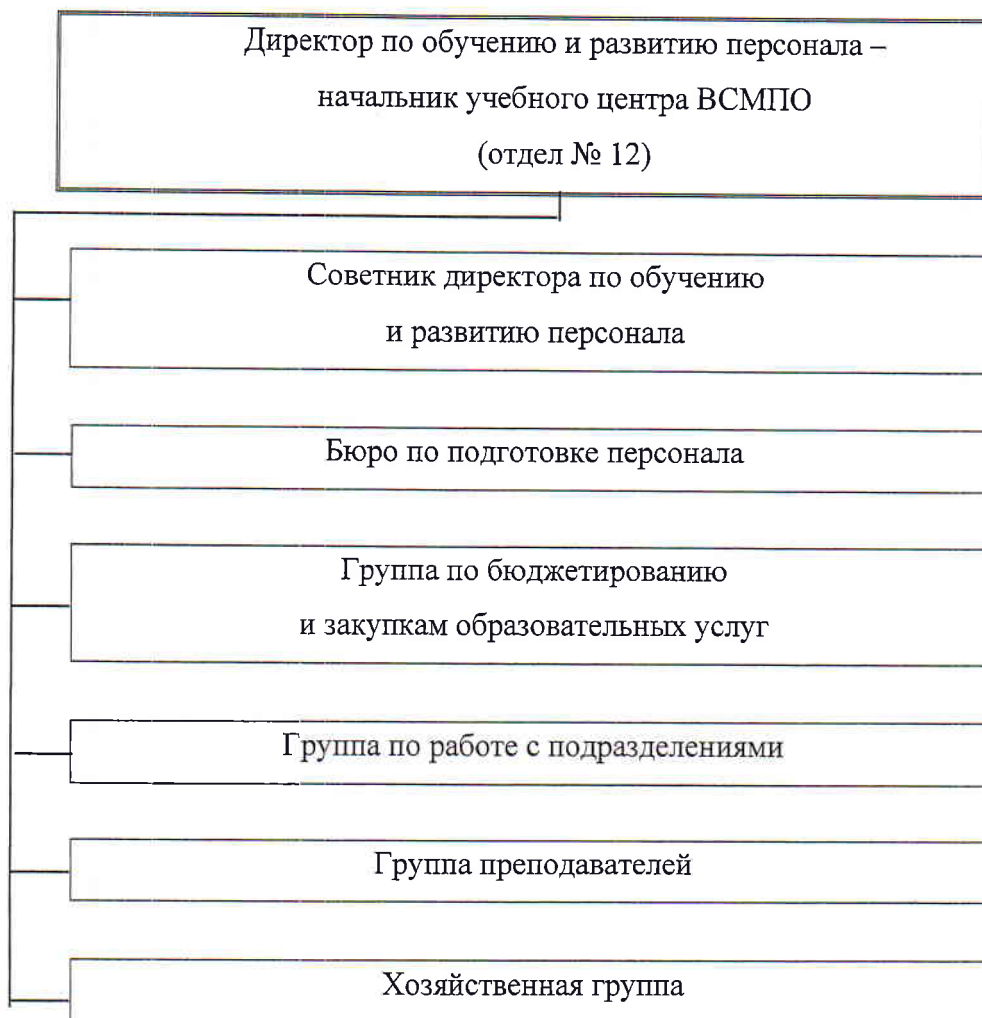 Директор по обучению и развитию персонала –
начальник учебного центра ВСМПО
(отдел № 12)
Советник директора по обучению
и развитию персонала
Бюро по подготовке персонала
Группа по бюджетированию
и закупкам образовательных услуг
Группа по работе с подразделениями
Группа преподавателей
Хозяйственная группа